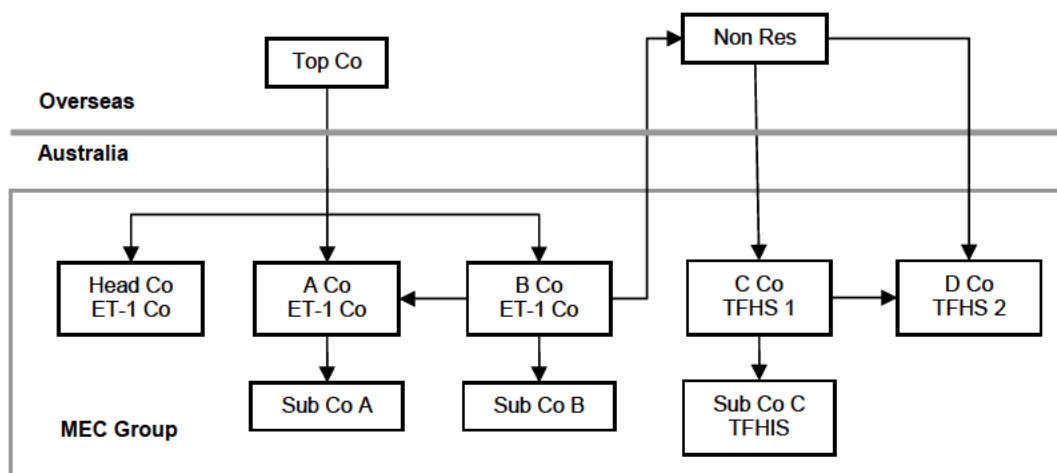 Non Res
Top Co
Overseas
Australia
Head Co
ET-1 Co
A Co
ET-1 Co
B Co
ET-1 Co
C Co
TFHS 1
D Co
TFHS 2
Sub Co A
Sub Co B
Sub Co C
TFHIS
MEC Group